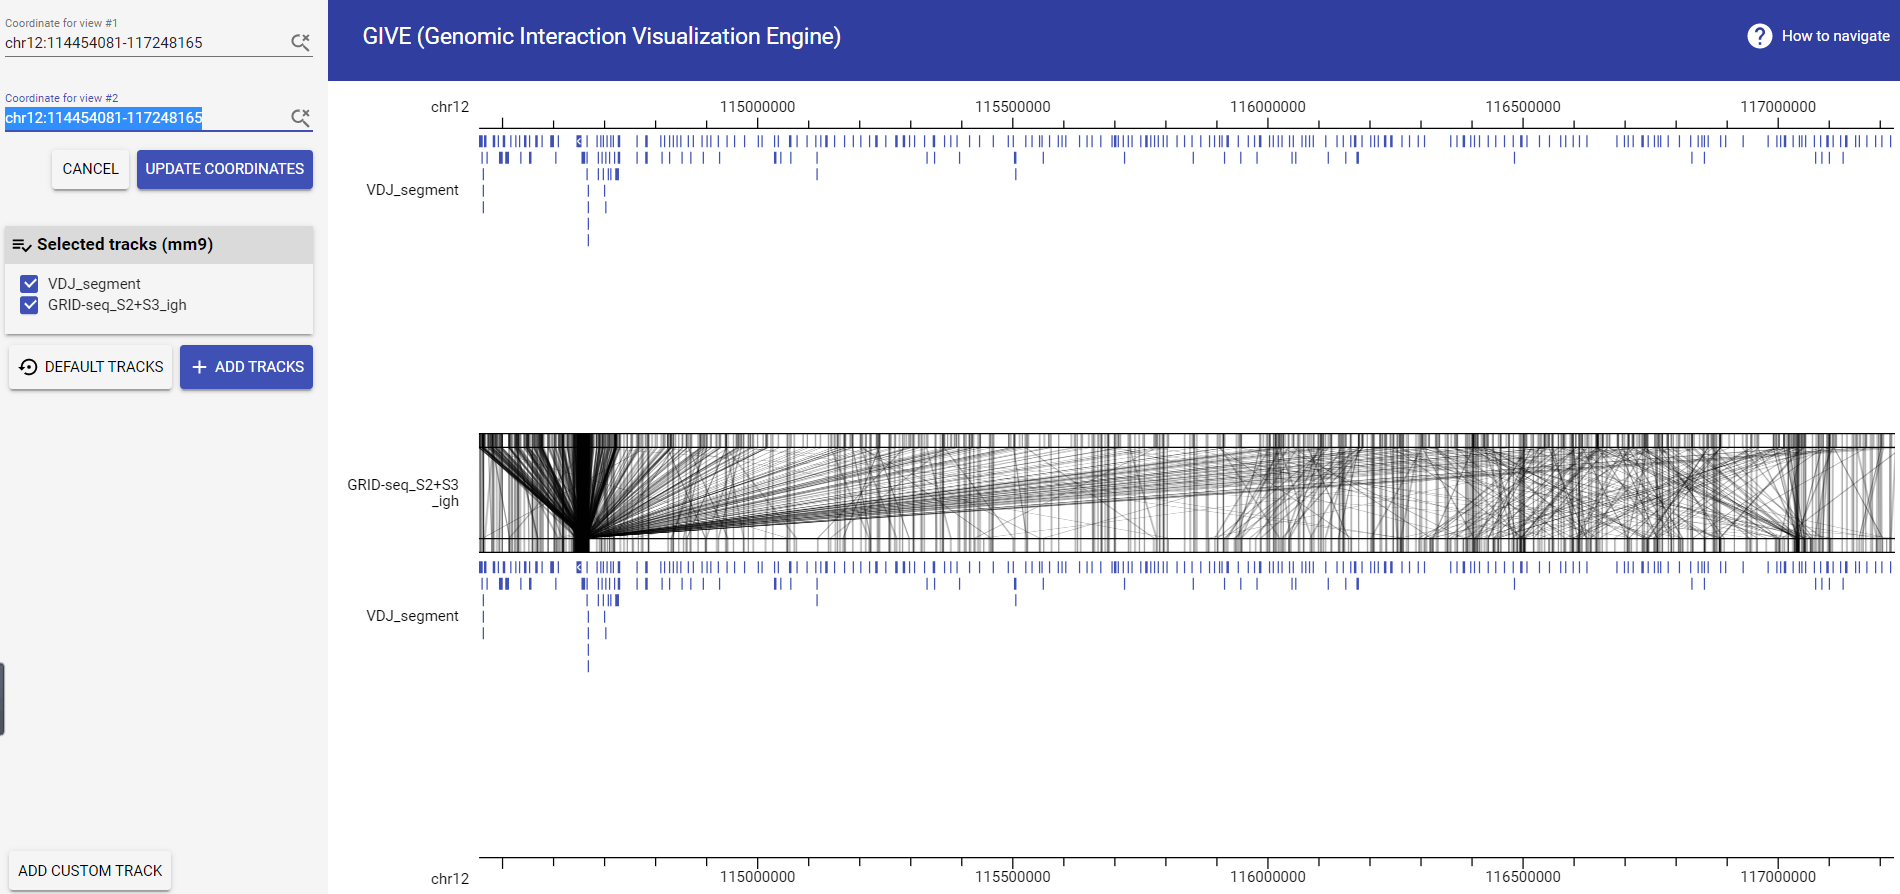 Coordinate for view #1
chr12:114454081-117248165
Coordinate for view #2
chr12:114454081-117248165
CANCEL
UPDATE COORDINATES
Selected tracks (mm9)
VDJ_segment
GRID-seq_S2+S3_igh
DEFAULT TRACKS
ADD TRACKS
ADD CUSTOM TRACK
GIVE (Genomic Interaction Visualization Engine)
? How to navigate
chr12 115000000 115500000 116000000 116500000 117000000
VDJ_segment
GRID-seq_S2+S3
_igh
VDJ_segment
chr12 115000000 115500000 116000000 116500000 117000000